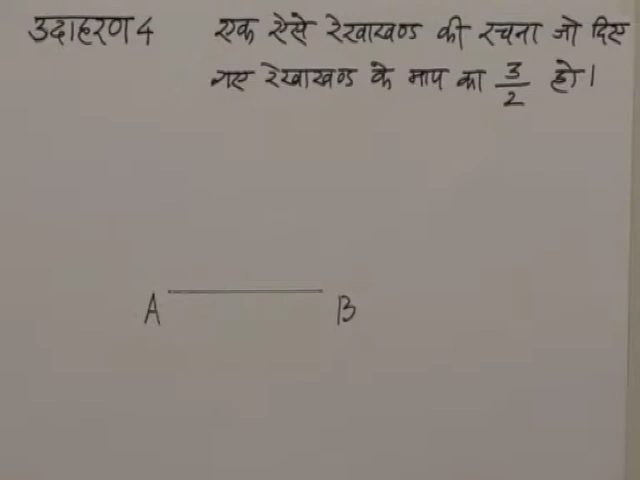 उदाहरण 4 एक ऐसे रेखाखण्ड की रचना जो दिए
गए रेखाखण्ड के माप का 3/2 हो।
A B